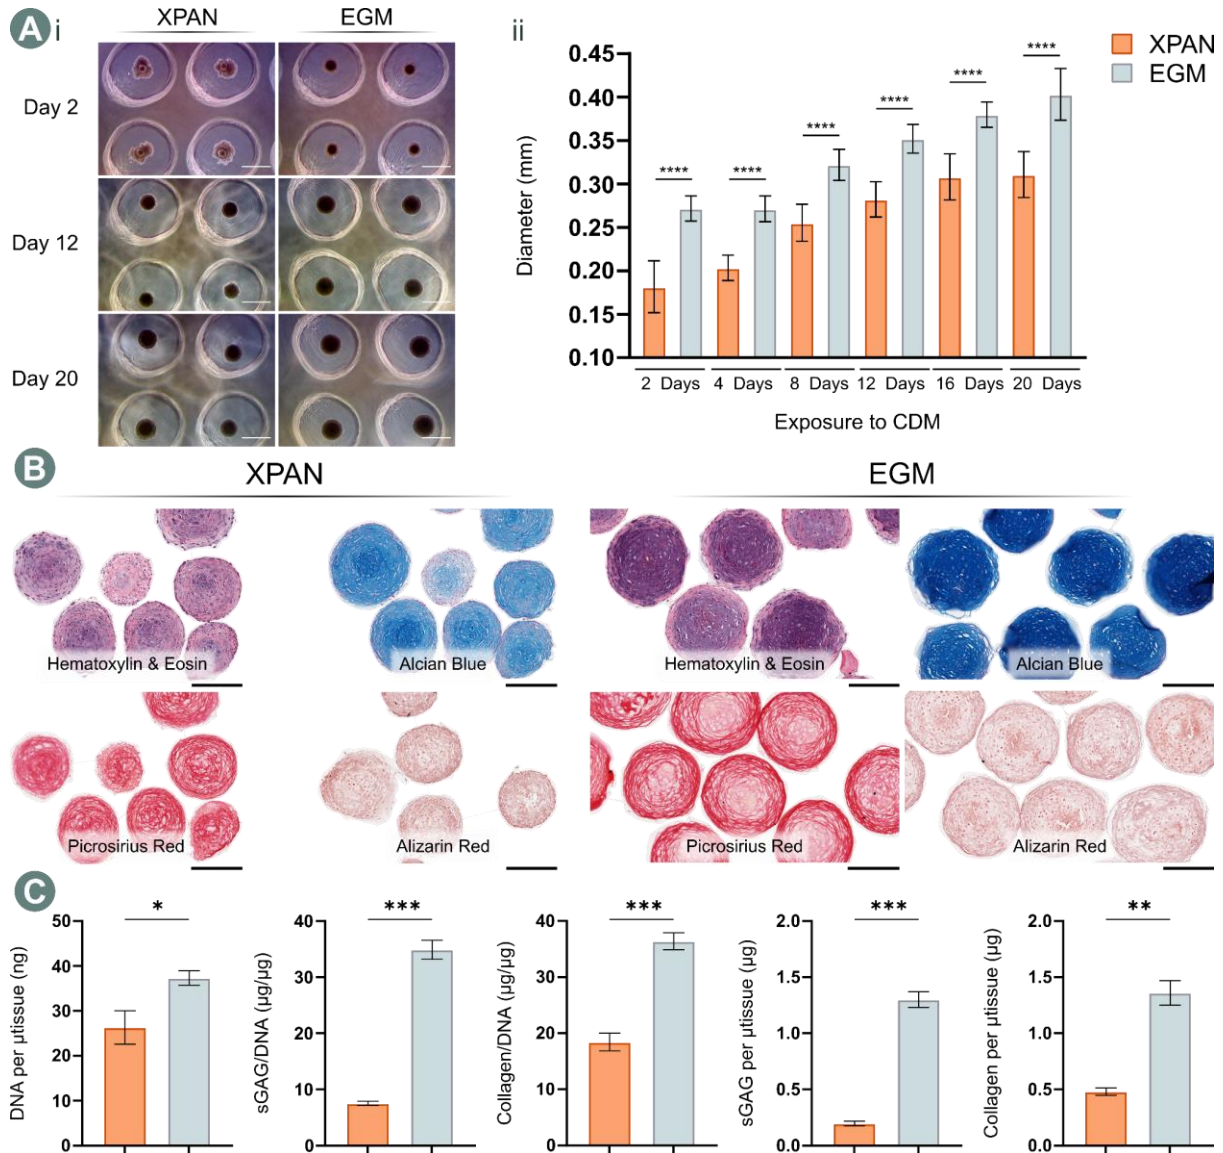 A i
XPAN EGM
Day 2
Day 12
Day 20
ii
XPAN
EGM
Diameter (mm)
0.45
0.40
0.35
0.30
0.25
0.20
0.15
0.10
**** **** **** **** **** ****
2 Days 4 Days 8 Days 12 Days 16 Days 20 Days
Exposure to CDM
B
XPAN EGM
Hematoxylin & Eosin Alcian Blue Hematoxylin & Eosin Alcian Blue
Picrosirius Red Alizarin Red Picrosirius Red Alizarin Red
C
DNA per µtissue (ng)
50
40
30
20
10
0
*
sGAG/DNA (µg/µg)
40
30
20
10
0
***
Collagen/DNA (µg/µg)
40
30
20
10
0
***
sGAG per µtissue (µg)
2.0
1.5
1.0
0.5
0.0
***
Collagen per µtissue (µg)
2.0
1.5
1.0
0.5
0.0
**